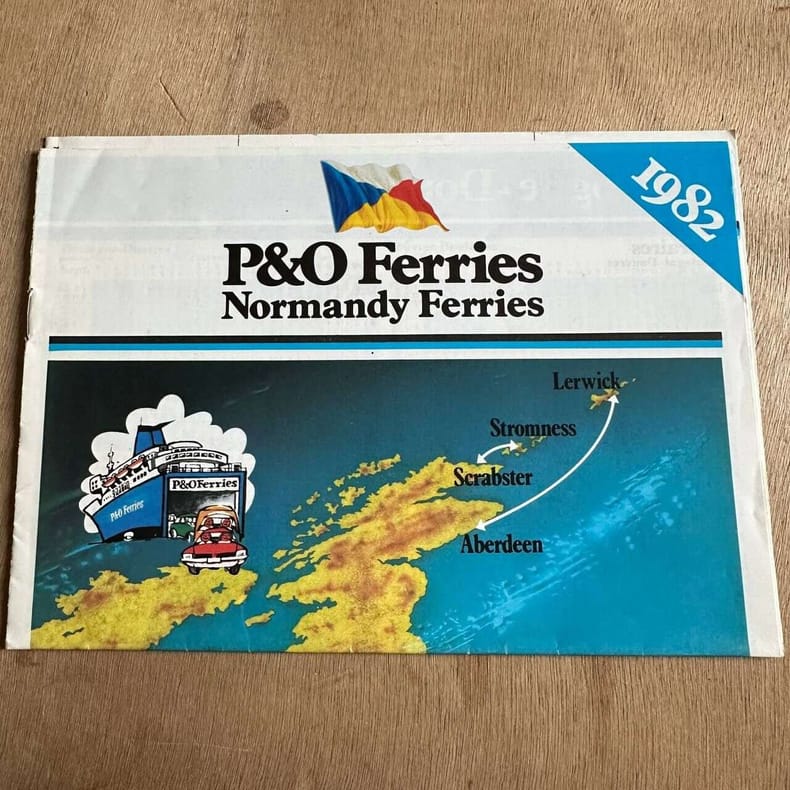 1982
P&O Ferries
Normandy Ferries
Lerwick
Stromness
Scrabster
Aberdeen
P&O Ferries
P&O Ferries